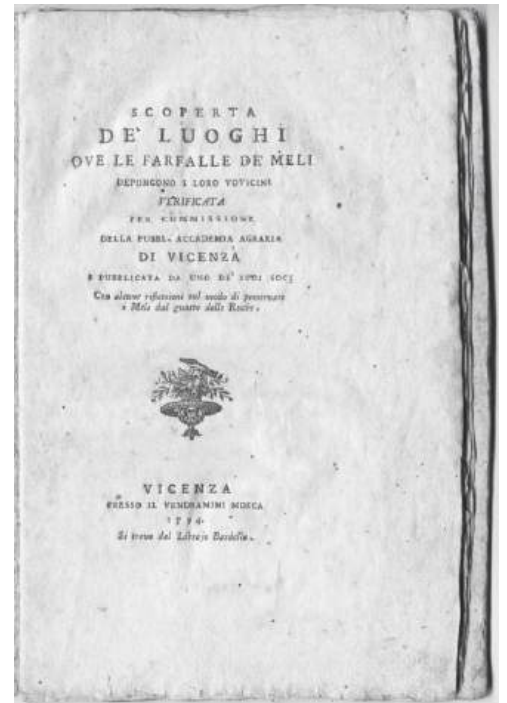 SCOPERTA
DE' LUOGHI
OVE LE FARFALLE DE' MELI
DEPONGONO I LORO VOVICINI
VERIFICATA
PER COMMISSIONE
DELLA PUBBL. ACCADEMIA AGRARIA
DI VICENZA
E PUBBLICATA DA UNO DE' SUOI SOCJ
Con alcune riflessioni sul modo di preservare
i Meli dal guasto delle Ruche.
VICENZA
PRESSO IL VENDRAMINI MOSCA
1794.
Si trova dal Librajo